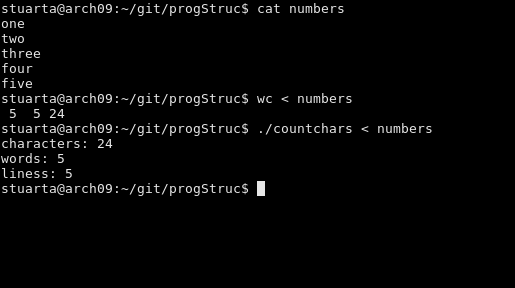 stuarta@arch09:~/git/progStruc$ cat numbers
one
two
three
four
five
stuarta@arch09:~/git/progStruc$ wc < numbers
 5  5 24
stuarta@arch09:~/git/progStruc$ ./countchars < numbers
characters: 24
words: 5
liness: 5
stuarta@arch09:~/git/progStruc$